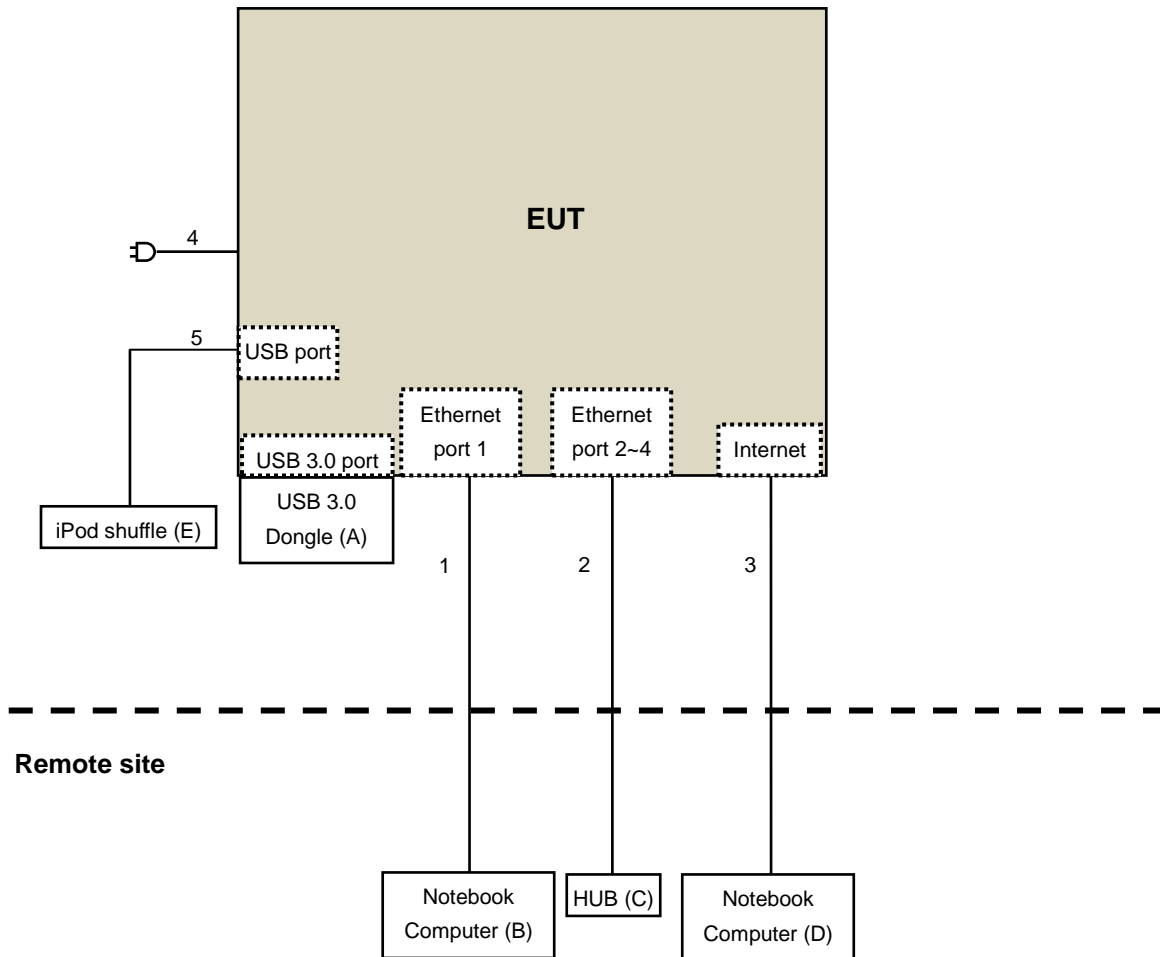 EUT
4
5
USB port
Ethernet
port 1
Ethernet
port 2~4
Internet
USB 3.0 port
USB 3.0
Dongle (A)
iPod shuffle (E)
1
2
3
Remote site
Notebook
Computer (B)
HUB (C)
Notebook
Computer (D)